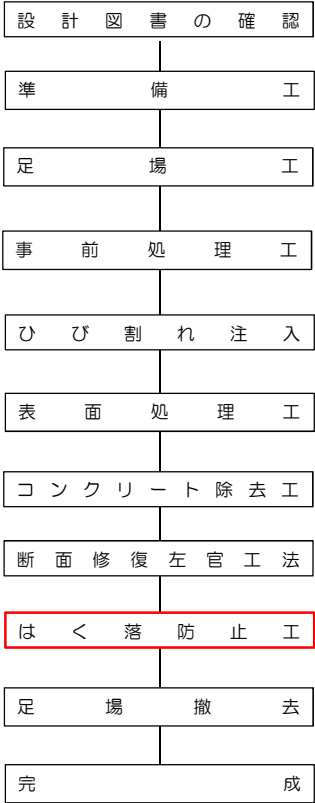 設計図書の確認
準備工
足場工
事前処理工
ひび割れ注入
表面処理工
コンクリート除去工
断面修復左官工法
はく落防止工
足場撤去
完成